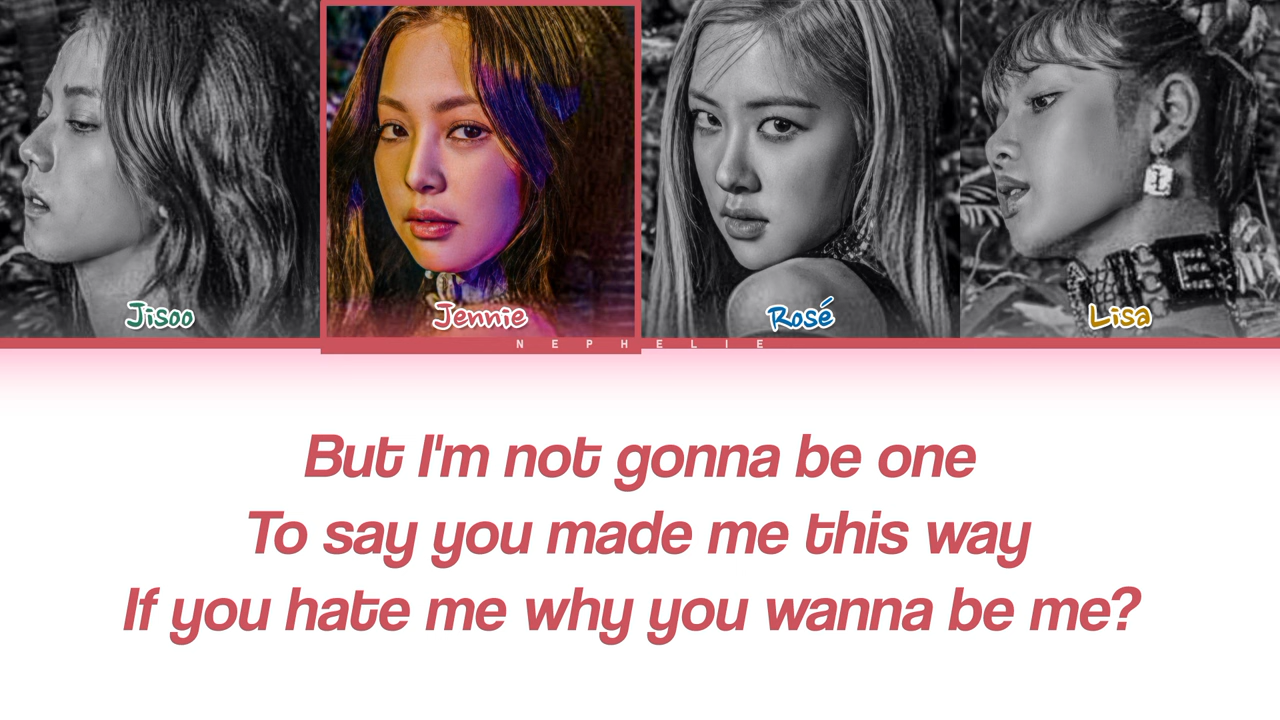 Jisoo
Jennie
Rosé
Lisa
NEPHELIE
But I'm not gonna be one
To say you made me this way
If you hate me why you wanna be me?